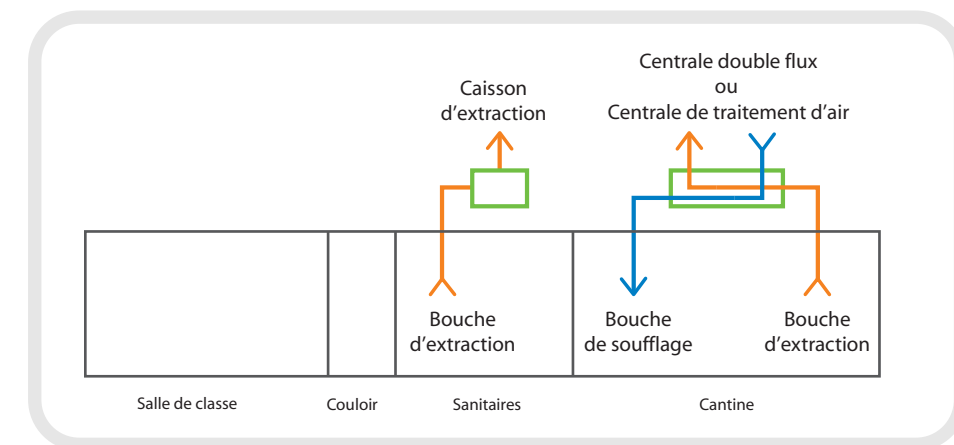 Centrale double flux
ou
Centrale de traitement d’air
Caisson
d’extraction
Bouche
d’extraction
Bouche
de soufflage
Bouche
d’extraction
Salle de classe
Couloir
Sanitaires
Cantine